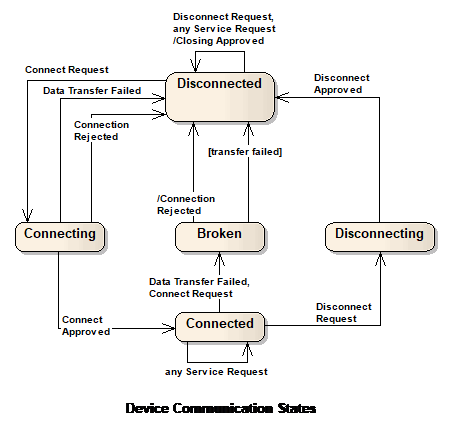 Disconnect Request,
any Service Request
/Closing Approved
Connect Request
Disconnected
Disconnect
Approved
Data Transfer Failed
Connection
Rejected
[transfer failed]
/Connection
Rejected
Connecting
Broken
Disconnecting
Data Transfer Failed,
Connect Request
Connect
Approved
Connected
Disconnect
Request
any Service Request
Device Communication States